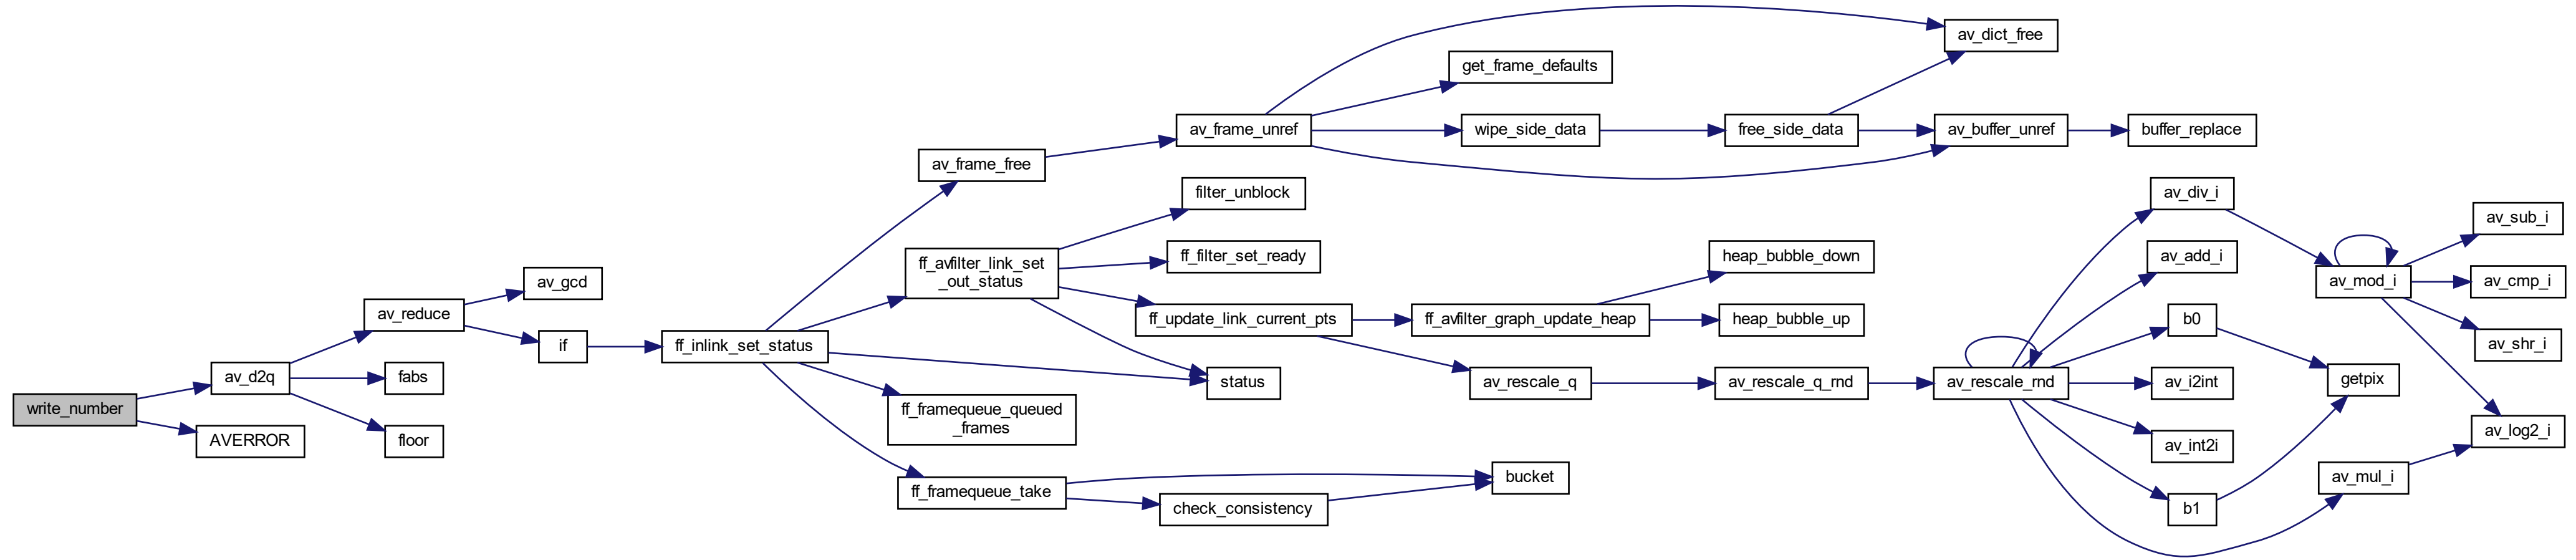 write_number
av_d2q
AVERROR
av_reduce
fabs
floor
av_gcd
if
ff_inlink_set_status
av_frame_free
ff_avfilter_link_set
_out_status
ff_framequeue_queued
_frames
ff_framequeue_take
av_frame_unref
filter_unblock
ff_filter_set_ready
ff_update_link_current_pts
status
check_consistency
get_frame_defaults
wipe_side_data
ff_avfilter_graph_update_heap
av_rescale_q
bucket
free_side_data
heap_bubble_down
heap_bubble_up
av_rescale_q_rnd
av_dict_free
av_buffer_unref
av_rescale_rnd
buffer_replace
av_div_i
av_add_i
b0
av_i2int
av_int2i
b1
av_mod_i
getpix
av_mul_i
av_sub_i
av_cmp_i
av_shr_i
av_log2_i